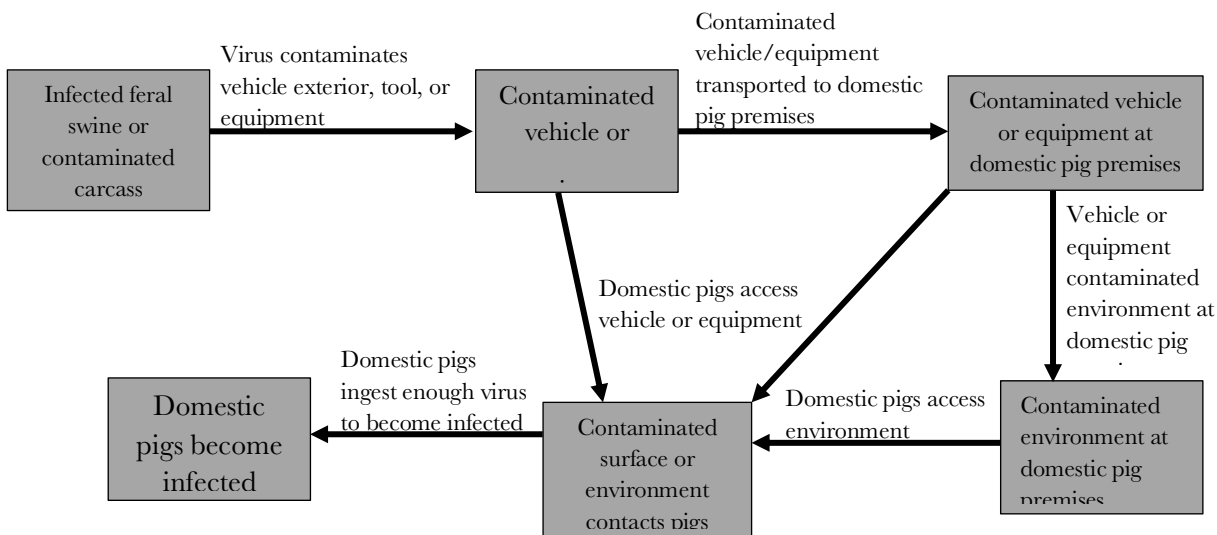 Infected feral
swine or
contaminated
carcass
Virus contaminates
vehicle exterior, tool, or
equipment
Contaminated
vehicle or
Contaminated
vehicle/equipment
transported to domestic
pig premises
Contaminated vehicle
or equipment at
domestic pig premises
Vehicle or
equipment
contaminated
environment at
domestic pig
Domestic pigs access
vehicle or equipment
Contaminated
environment at
domestic pig
premises
Domestic pigs access
environment
Contaminated
surface or
environment
contacts pigs
Domestic pigs
ingest enough virus
to become infected
Domestic
pigs become
infected